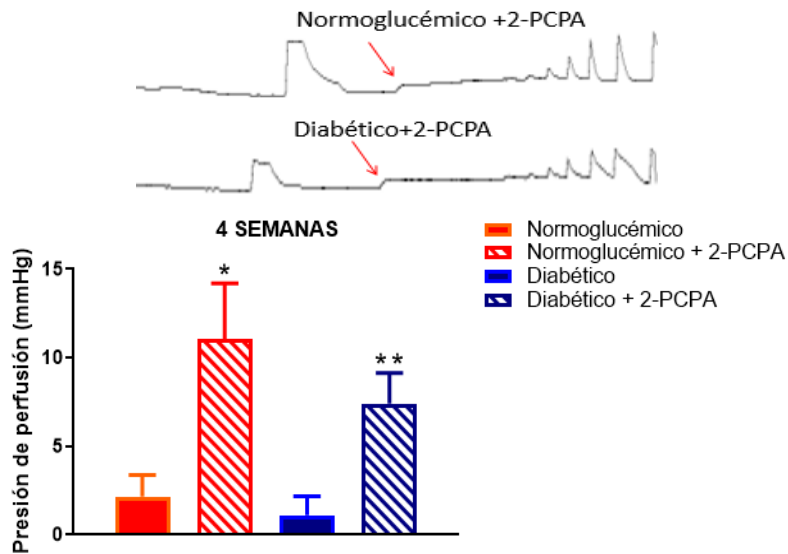 Normoglucémico +2-PCPA
Diabético+2-PCPA
4 SEMANAS
Normoglucémico
Normoglucémico + 2-PCPA
Diabético
Diabético + 2-PCPA
Presión de perfusión (mmHg)
15
10
5
0
*
**